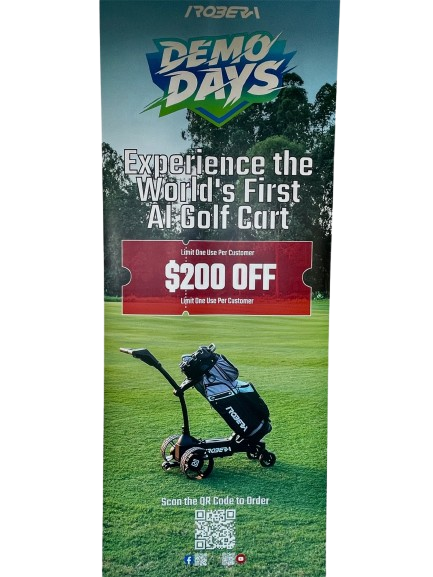 ROBERA
DEMO
DAYS
Experience the
World's First
AI Golf Cart
Limit One Use Per Customer
$200 OFF
Limit One Use Per Customer
ROBERA
ROBERA
Scan the QR Code to Order